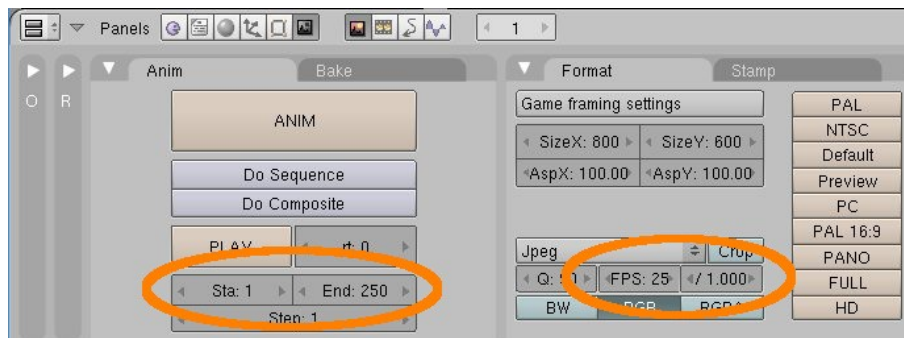 Panels 1
Anim Bake
O R
ANIM
Do Sequence
Do Composite
PLAY rt: 0
Sta: 1 End: 250
Step: 1
Format Stamp
Game framing settings
SizeX: 800 SizeY: 600
AspX: 100.00 AspY: 100.00
Jpeg Crop
FPS: 25 / 1.000
BW RGB RGBA
PAL
NTSC
Default
Preview
PC
PAL 16:9
PANO
FULL
HD